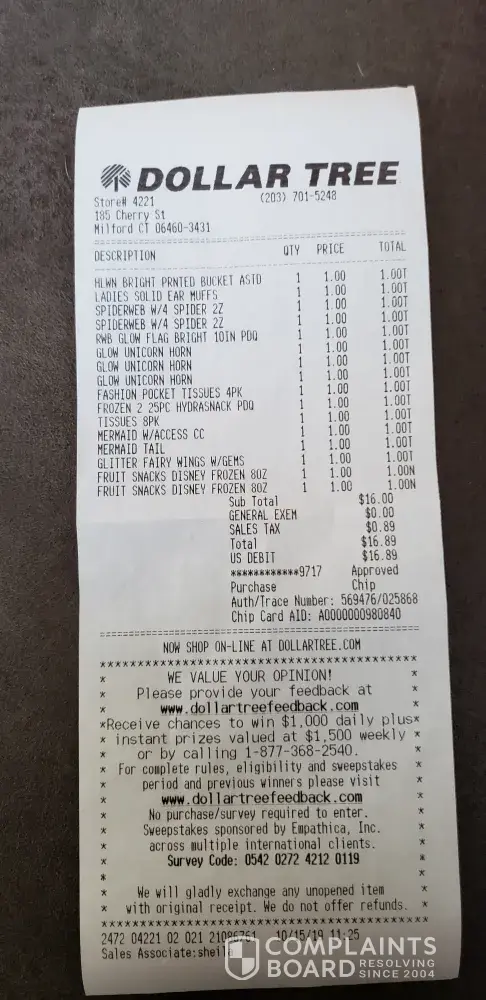 DOLLAR TREE
Store# 4221 (203) 701-5248
185 Cherry St
Milford CT 06460-3431
DESCRIPTION QTY PRICE TOTAL
HLWN BRIGHT PRNTED BUCKET ASTD 1 1.00 1.00T
LADIES SOLID EAR MUFFS 1 1.00 1.00T
SPIDERWEB W/4 SPIDER 2Z 1 1.00 1.00T
SPIDERWEB W/4 SPIDER 2Z 1 1.00 1.00T
RWB GLOW FLAG BRIGHT 10IN PDQ 1 1.00 1.00T
GLOW UNICORN HORN 1 1.00 1.00T
GLOW UNICORN HORN 1 1.00 1.00T
GLOW UNICORN HORN 1 1.00 1.00T
FASHION POCKET TISSUES 4PK 1 1.00 1.00T
FROZEN 2 25PC HYDRASNACK PDQ 1 1.00 1.00T
TISSUES 8PK 1 1.00 1.00T
MERMAID W/ACCESS CC 1 1.00 1.00T
MERMAID TAIL 1 1.00 1.00T
GLITTER FAIRY WINGS W/GEMS 1 1.00 1.00T
FRUIT SNACKS DISNEY FROZEN 8OZ 1 1.00 1.00N
FRUIT SNACKS DISNEY FROZEN 8OZ 1 1.00 1.00N
Sub Total $16.00
GENERAL EXEM $0.00
SALES TAX $0.89
Total $16.89
US DEBIT $16.89
************9717 Approved
Purchase Chip
Auth/Trace Number: 569476/025868
Chip Card AID: A0000000980840
NOW SHOP ON-LINE AT DOLLARTREE.COM
******************************************
* WE VALUE YOUR OPINION! *
* Please provide your feedback at *
* www.dollartreefeedback.com *
*Receive chances to win $1,000 daily plus*
* instant prizes valued at $1,500 weekly *
* or by calling 1-877-368-2540. *
* For complete rules, eligibility and sweepstakes *
* period and previous winners please visit *
* www.dollartreefeedback.com *
* No purchase/survey required to enter. *
* Sweepstakes sponsored by Empathica, Inc. *
* across multiple international clients. *
* Survey Code: 0542 0272 4212 0119 *
* *
* We will gladly exchange any unopened item *
* with original receipt. We do not offer refunds. *
******************************************
2472 04221 02 021 10/15/19 11:25
Sales Associate:sheila
COMPLAINTS
BOARD RESOLVING
SINCE 2004